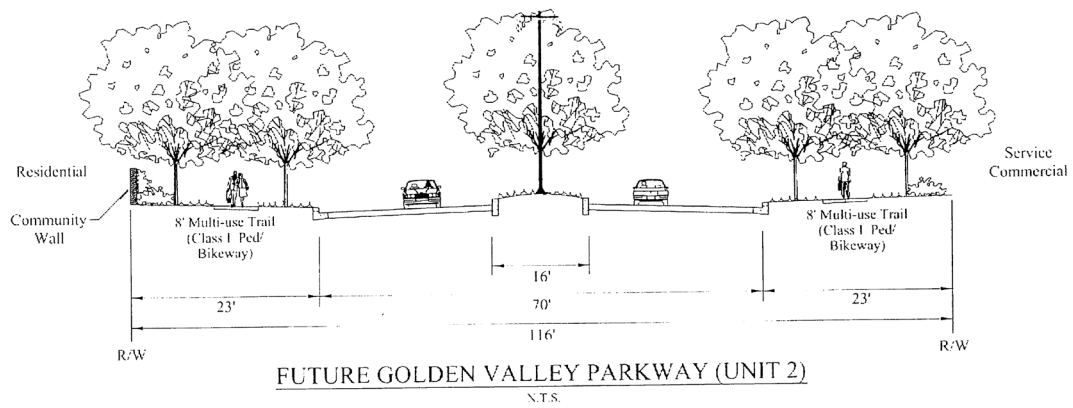 Residential
Community
Wall
8' Multi-use Trail
(Class I Ped/
Bikeway)
Service
Commercial
8' Multi-use Trail
(Class I Ped/
Bikeway)
16'
23'
70'
23'
116'
R/W
R/W
FUTURE GOLDEN VALLEY PARKWAY (UNIT 2)
N.T.S.